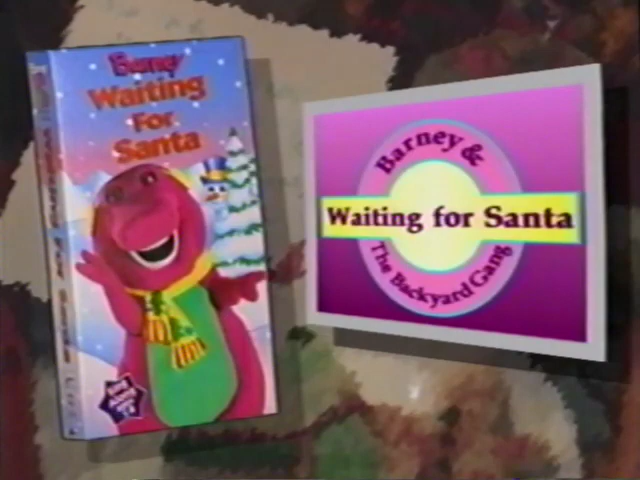 Barney
Waiting
For
Santa
Barney &
Waiting for Santa
The Backyard Gang